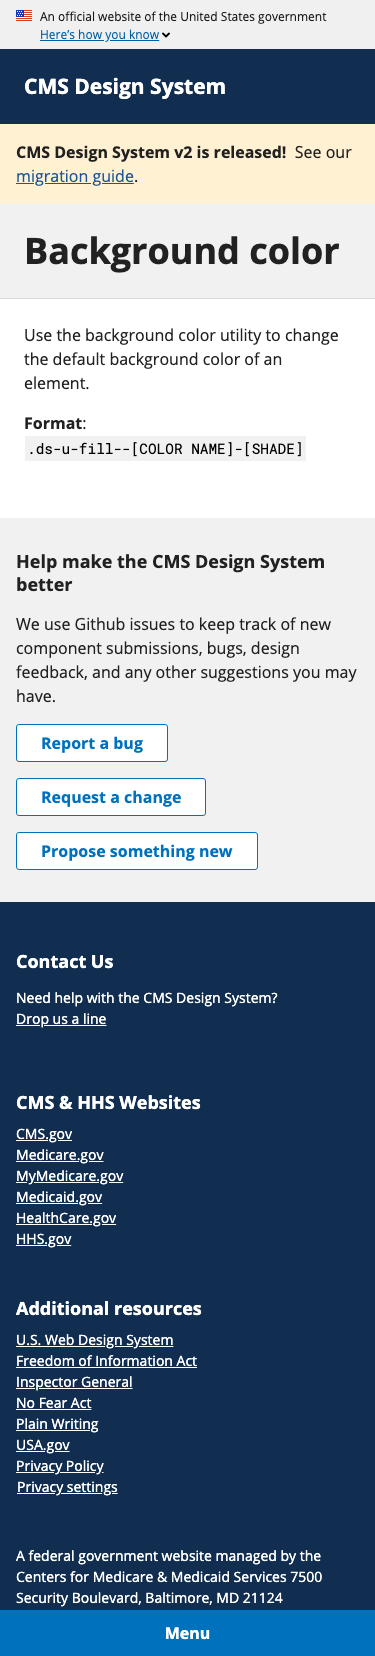 An official website of the United States government
Here's how you know
CMS Design System
CMS Design System v2 is released! See our
migration guide.
Background color
Use the background color utility to change
the default background color of an
element.
Format:
.ds-u-fill--[COLOR NAME]-[SHADE]
Help make the CMS Design System
better
We use Github issues to keep track of new
component submissions, bugs, design
feedback, and any other suggestions you may
have.
Report a bug
Request a change
Propose something new
Contact Us
Need help with the CMS Design System?
Drop us a line
CMS & HHS Websites
CMS.gov
Medicare.gov
MyMedicare.gov
Medicaid.gov
HealthCare.gov
HHS.gov
Additional resources
U.S. Web Design System
Freedom of Information Act
Inspector General
No Fear Act
Plain Writing
USA.gov
Privacy Policy
Privacy settings
A federal government website managed by the
Centers for Medicare & Medicaid Services 7500
Security Boulevard, Baltimore, MD 21124
Menu